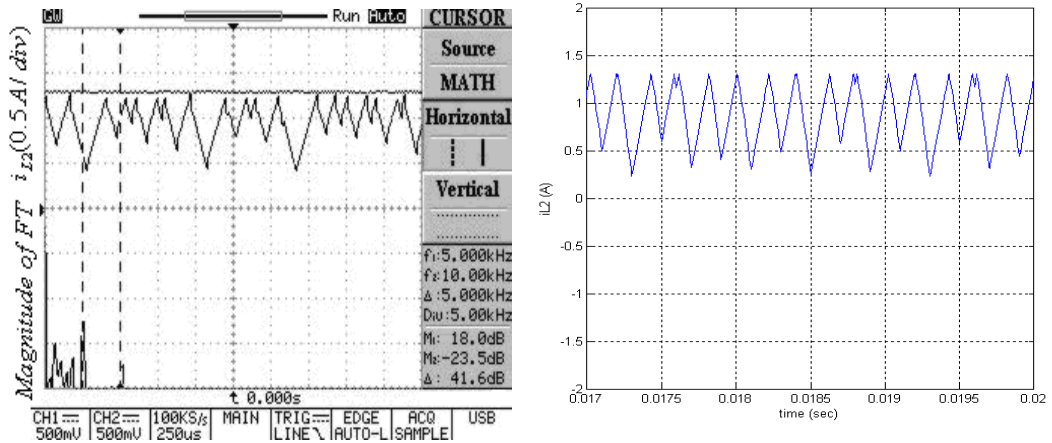 GW Run Auto
Magnitude of FT i_L2(0.5 A / div)
CURSOR
Source
MATH
Horizontal
Vertical
f1:5.000kHz
f2:10.00kHz
Δ:5.000kHz
Div:5.00kHz
M1: 18.0dB
M2:-23.5dB
Δ: 41.6dB
0.000s
CH1 CH2 100KS/s MAIN TRIG EDGE ACQ USB
500mV 500mV 250us LINE AUTO-L SAMPLE
2
1.5
1
0.5
0
-0.5
-1
-1.5
-2
iL2 (A)
0.017 0.0175 0.018 0.0185 0.019 0.0195 0.02
time (sec)